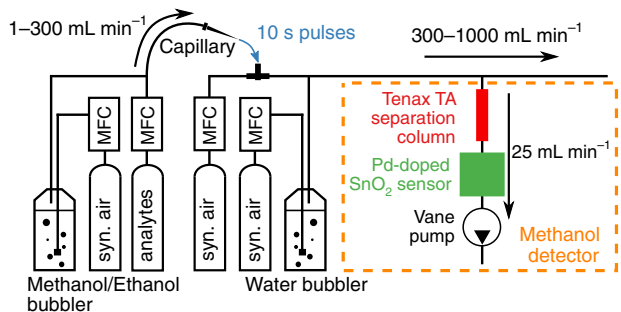 1–300 mL min⁻¹
Capillary
10 s pulses
300–1000 mL min⁻¹
MFC
MFC
MFC
MFC
syn. air
analytes
syn. air
syn. air
Methanol/Ethanol
bubbler
Water bubbler
Tenax TA
separation
column
Pd-doped
SnO₂ sensor
25 mL min⁻¹
Vane
pump
Methanol
detector